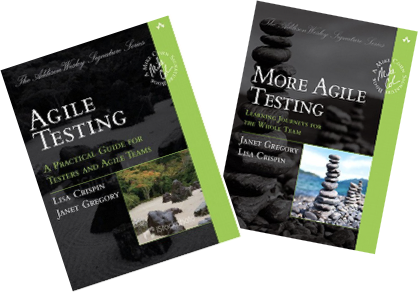 The Addison Wesley Signature Series
AGILE
TESTING
A PRACTICAL GUIDE FOR
TESTERS AND AGILE TEAMS
LISA CRISPIN
JANET GREGORY
The Addison Wesley Signature Series
MORE AGILE
TESTING
LEARNING JOURNEYS FOR
THE WHOLE TEAM
JANET GREGORY
LISA CRISPIN